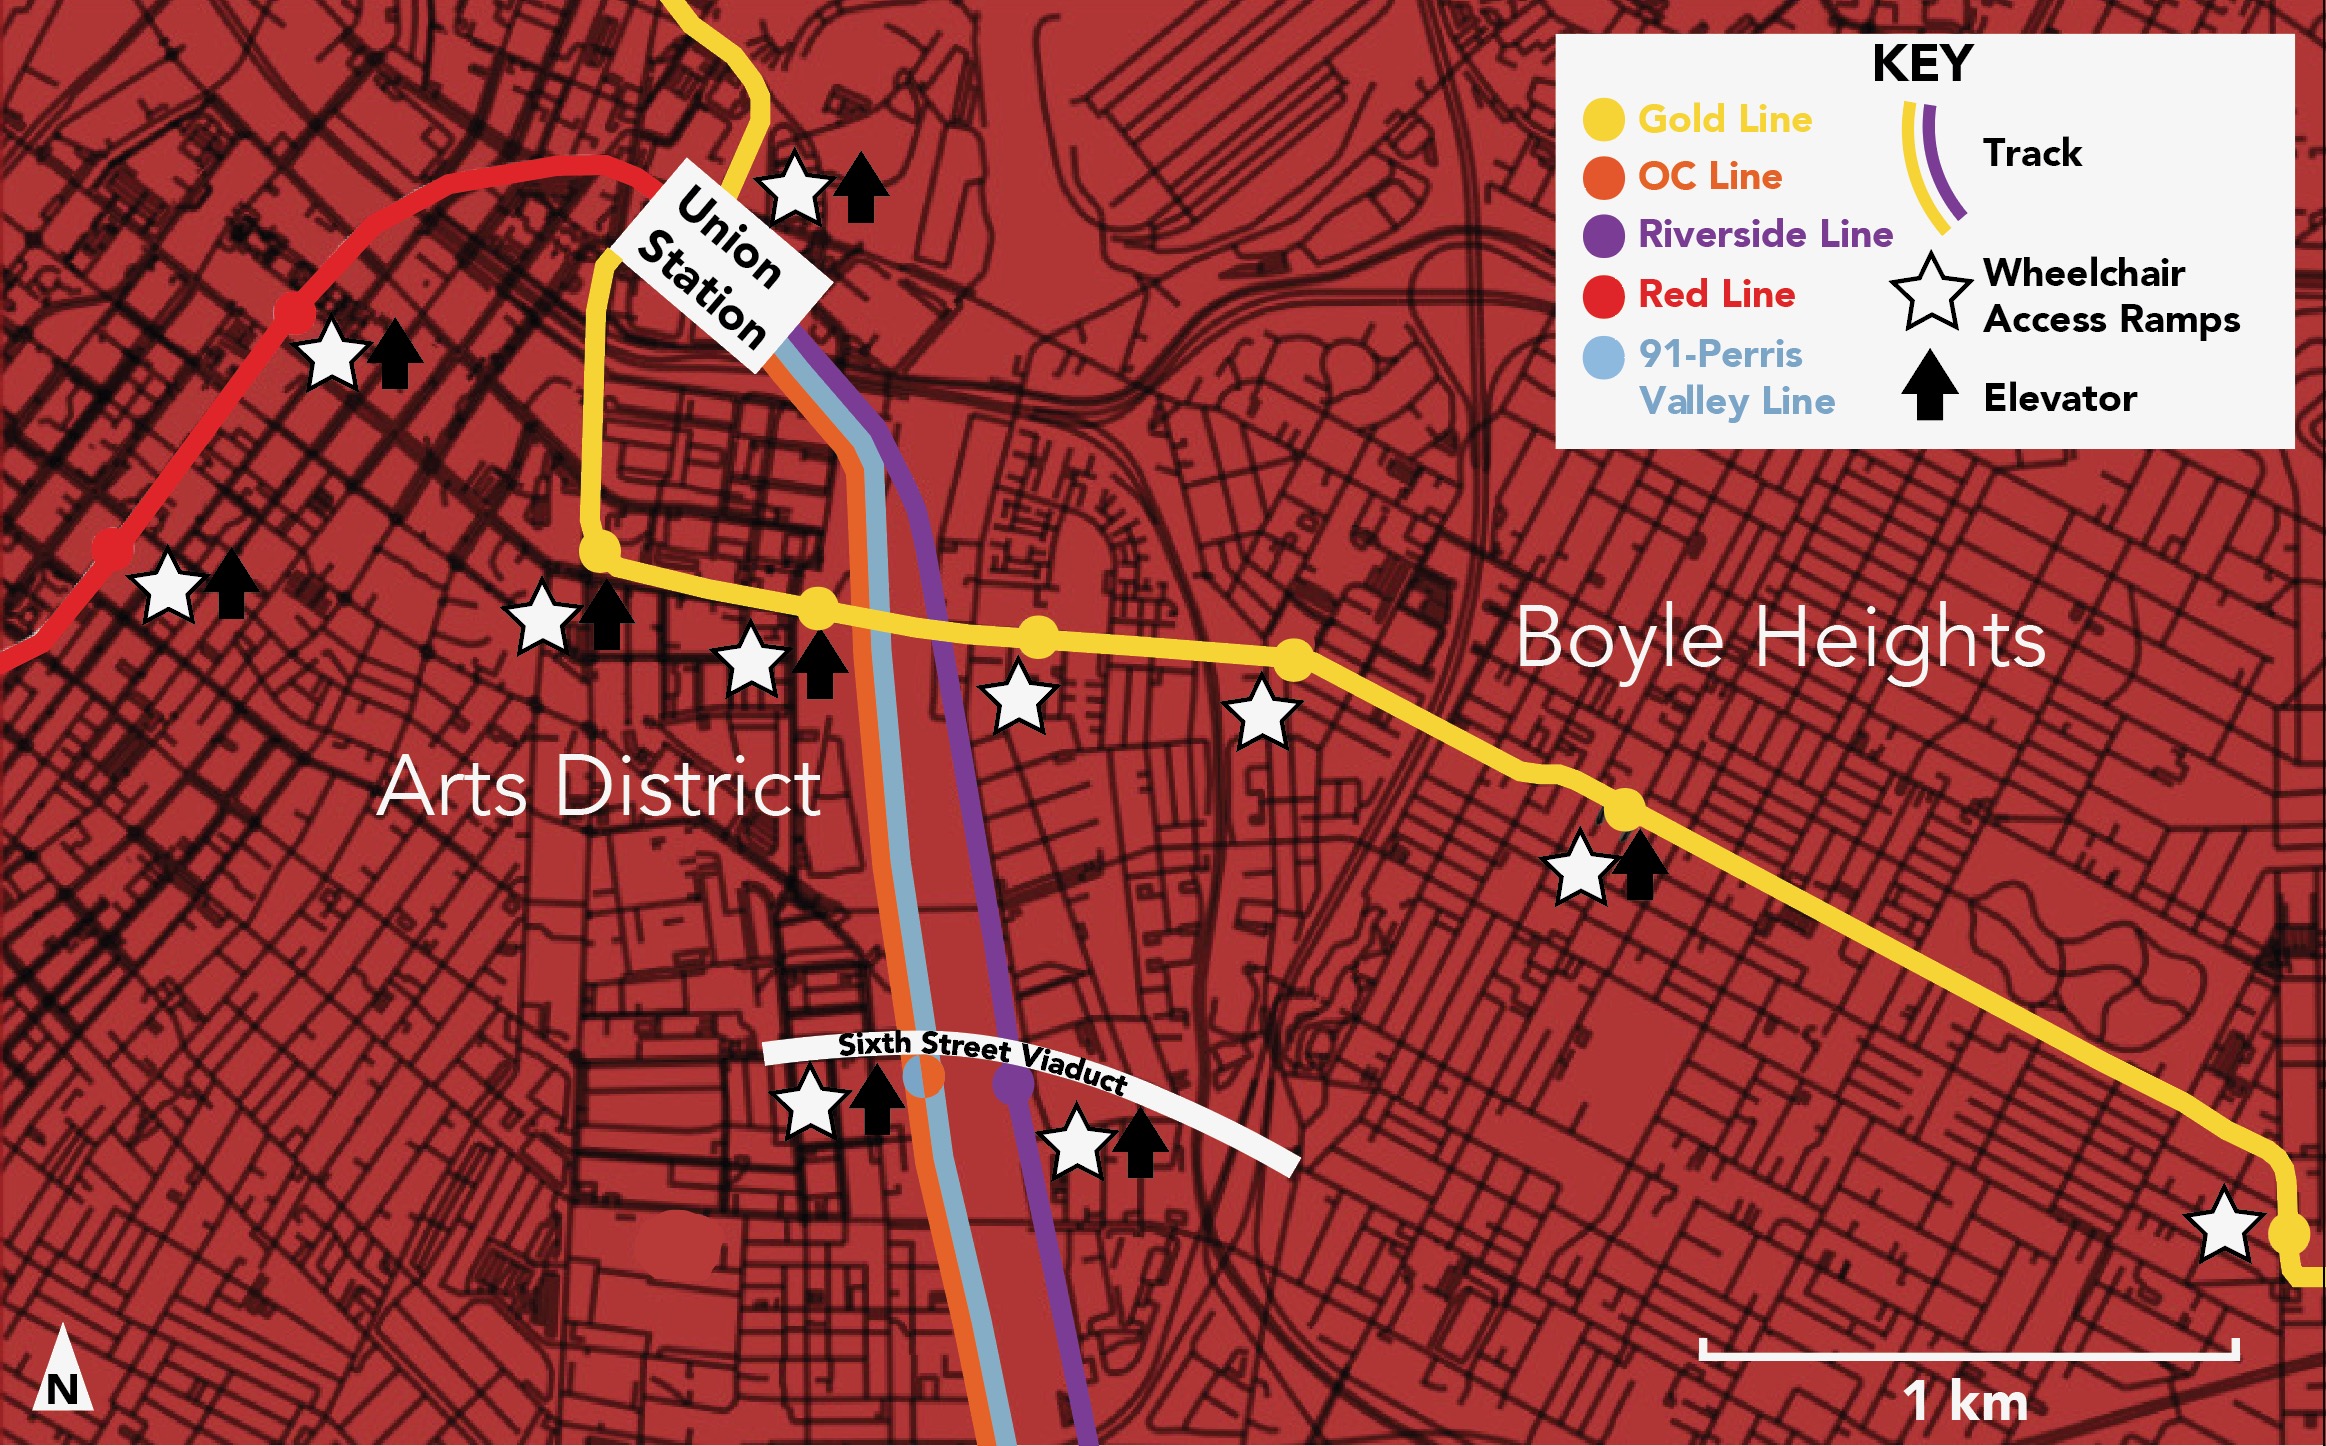 KEY
Gold Line
OC Line
Riverside Line
Red Line
91-Perris
Valley Line
Track
Wheelchair
Access Ramps
Elevator
Union
Station
Boyle Heights
Arts District
Sixth Street Viaduct
N
1 km